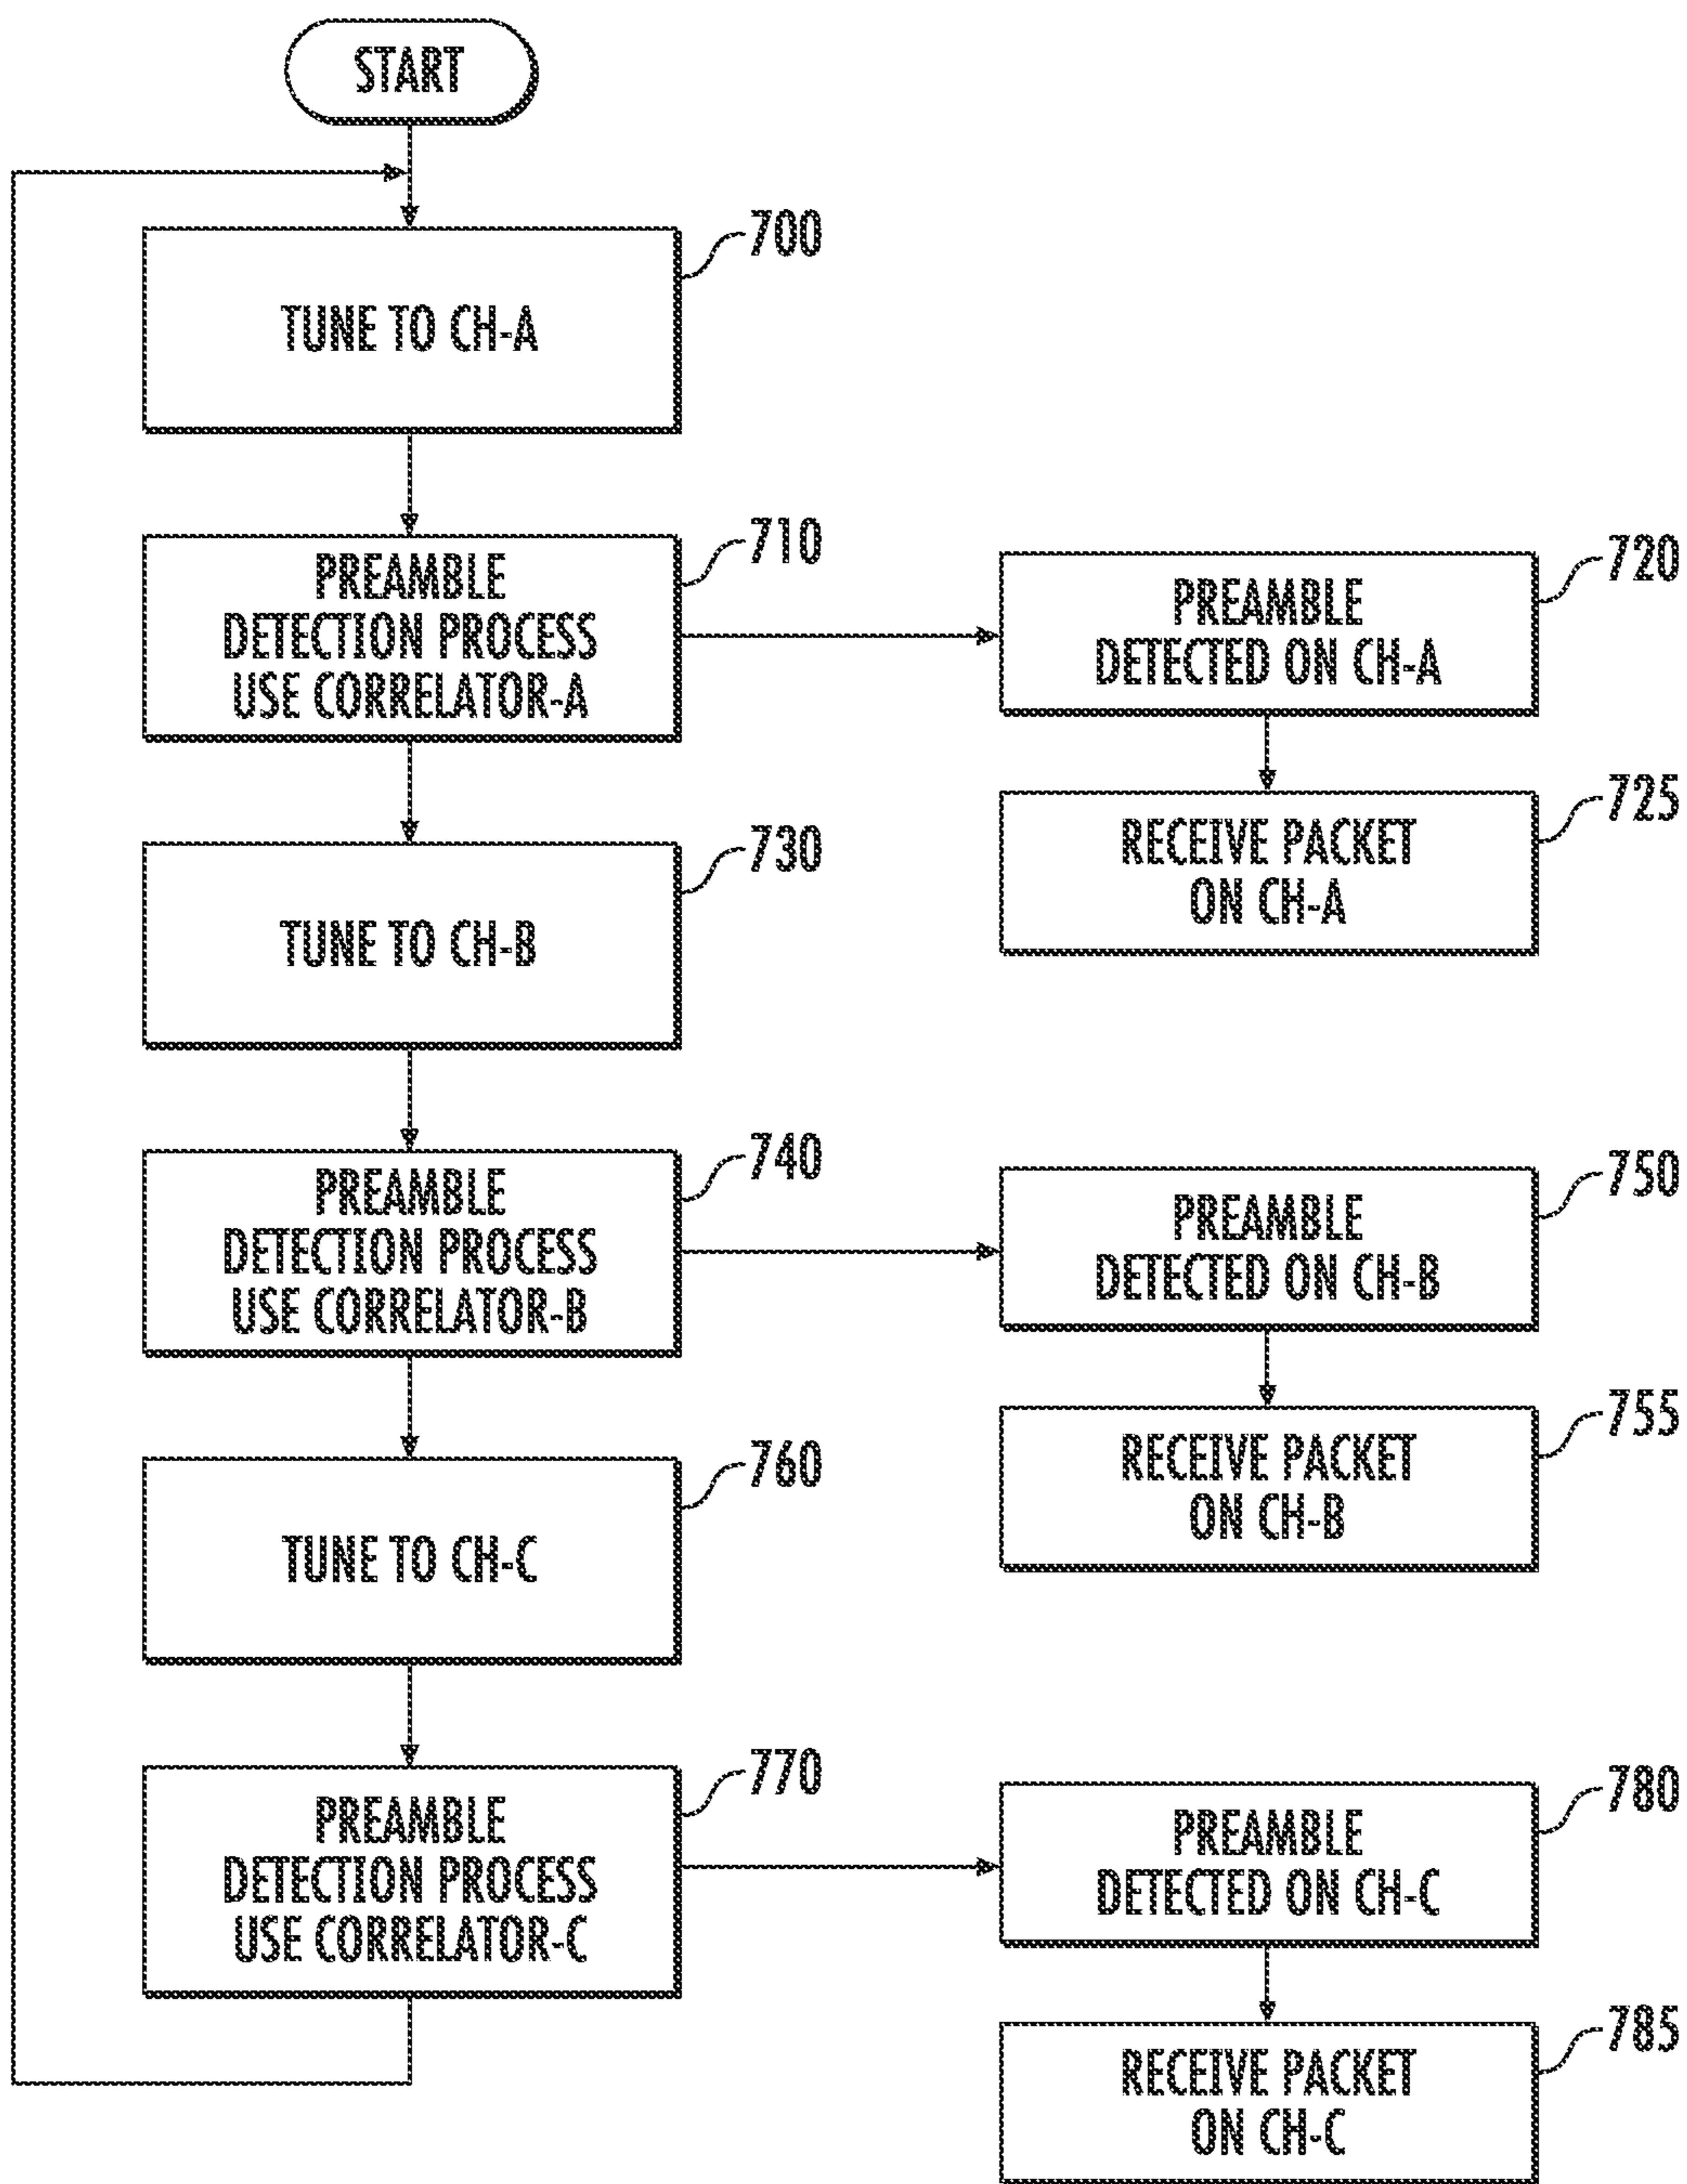 START
700
TUNE TO CH-A
710
PREAMBLE
DETECTION PROCESS
USE CORRELATOR-A
720
PREAMBLE
DETECTED ON CH-A
725
RECEIVE PACKET
ON CH-A
730
TUNE TO CH-B
740
PREAMBLE
DETECTION PROCESS
USE CORRELATOR-B
750
PREAMBLE
DETECTED ON CH-B
755
RECEIVE PACKET
ON CH-B
760
TUNE TO CH-C
770
PREAMBLE
DETECTION PROCESS
USE CORRELATOR-C
780
PREAMBLE
DETECTED ON CH-C
785
RECEIVE PACKET
ON CH-C